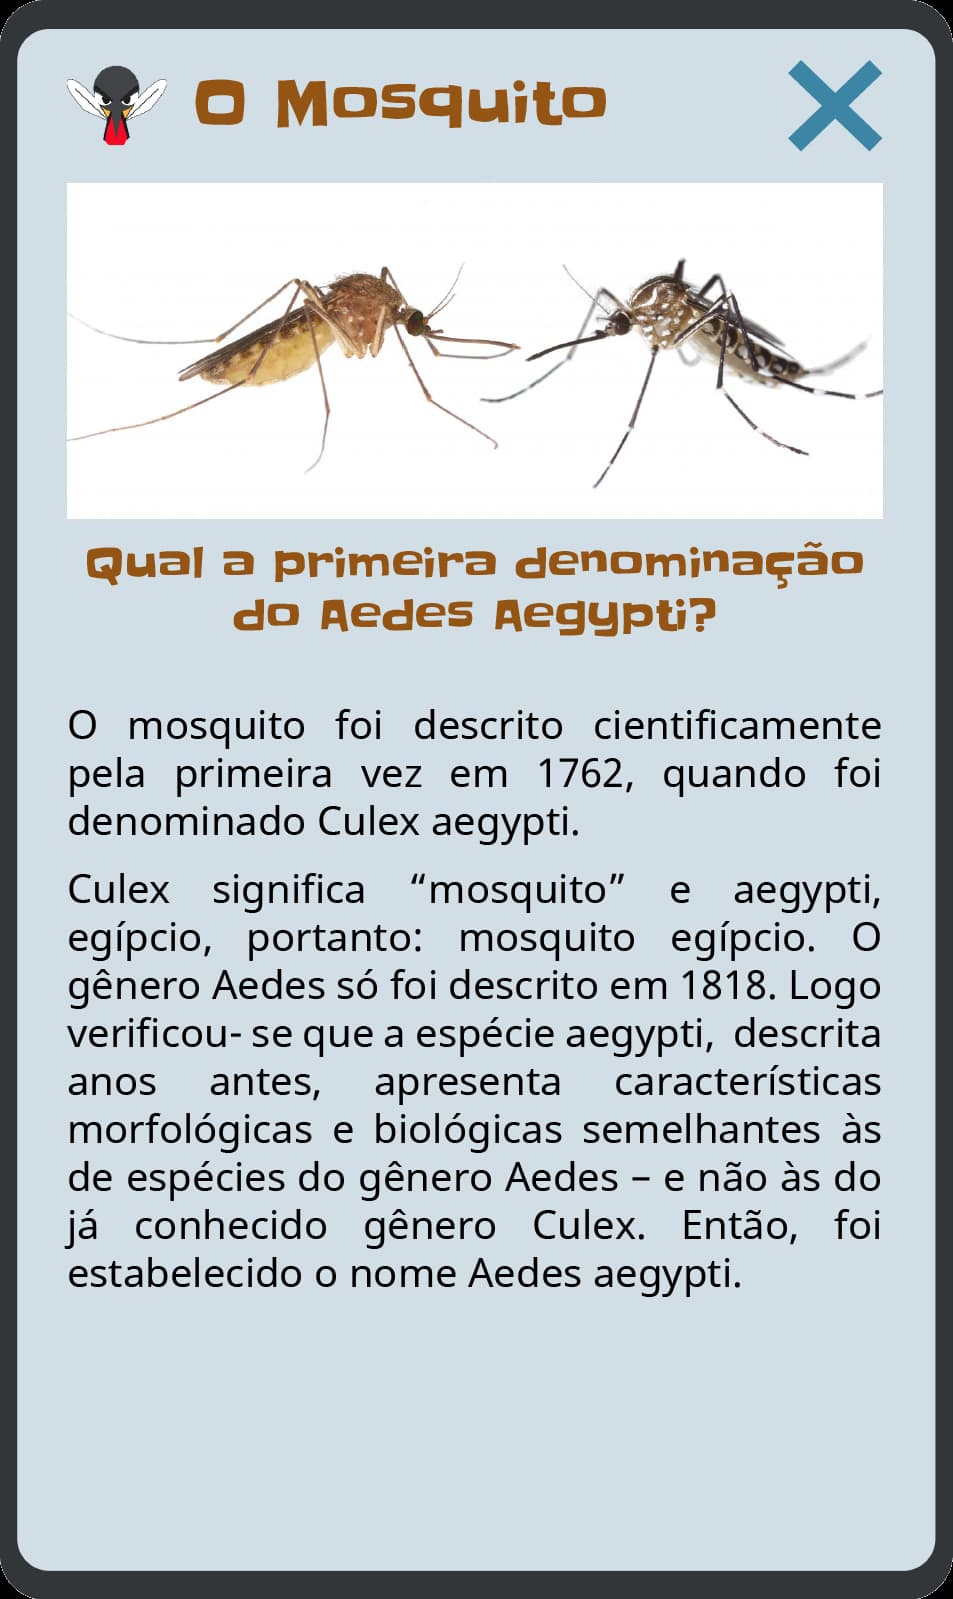 O Mosquito
Qual a primeira denominação
do Aedes Aegypti?
O mosquito foi descrito cientificamente
pela primeira vez em 1762, quando foi
denominado Culex aegypti.
Culex significa “mosquito” e aegypti,
egípcio, portanto: mosquito egípcio. O
gênero Aedes só foi descrito em 1818. Logo
verificou- se que a espécie aegypti, descrita
anos antes, apresenta características
morfológicas e biológicas semelhantes às
de espécies do gênero Aedes – e não às do
já conhecido gênero Culex. Então, foi
estabelecido o nome Aedes aegypti.